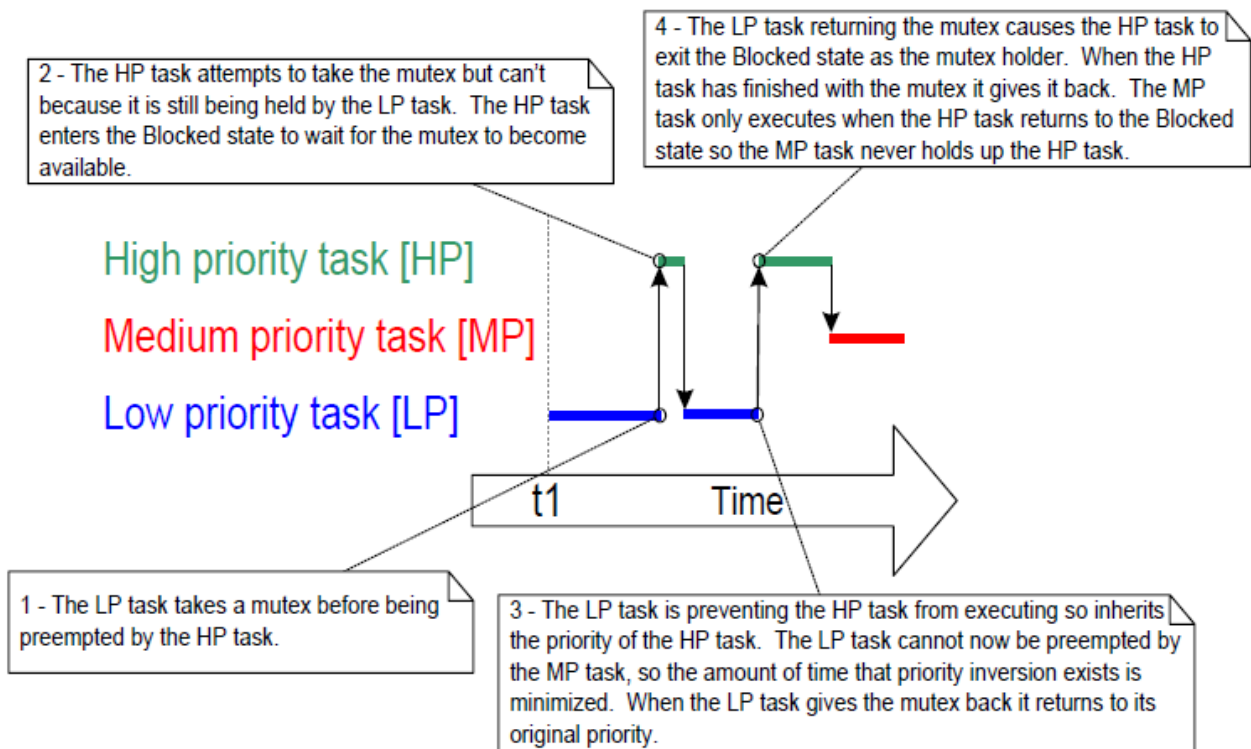 2 - The HP task attempts to take the mutex but can't
because it is still being held by the LP task. The HP task
enters the Blocked state to wait for the mutex to become
available.
4 - The LP task returning the mutex causes the HP task to
exit the Blocked state as the mutex holder. When the HP
task has finished with the mutex it gives it back. The MP
task only executes when the HP task returns to the Blocked
state so the MP task never holds up the HP task.
High priority task [HP]
Medium priority task [MP]
Low priority task [LP]
t1 Time
1 - The LP task takes a mutex before being
preempted by the HP task.
3 - The LP task is preventing the HP task from executing so inherits
the priority of the HP task. The LP task cannot now be preempted by
the MP task, so the amount of time that priority inversion exists is
minimized. When the LP task gives the mutex back it returns to its
original priority.